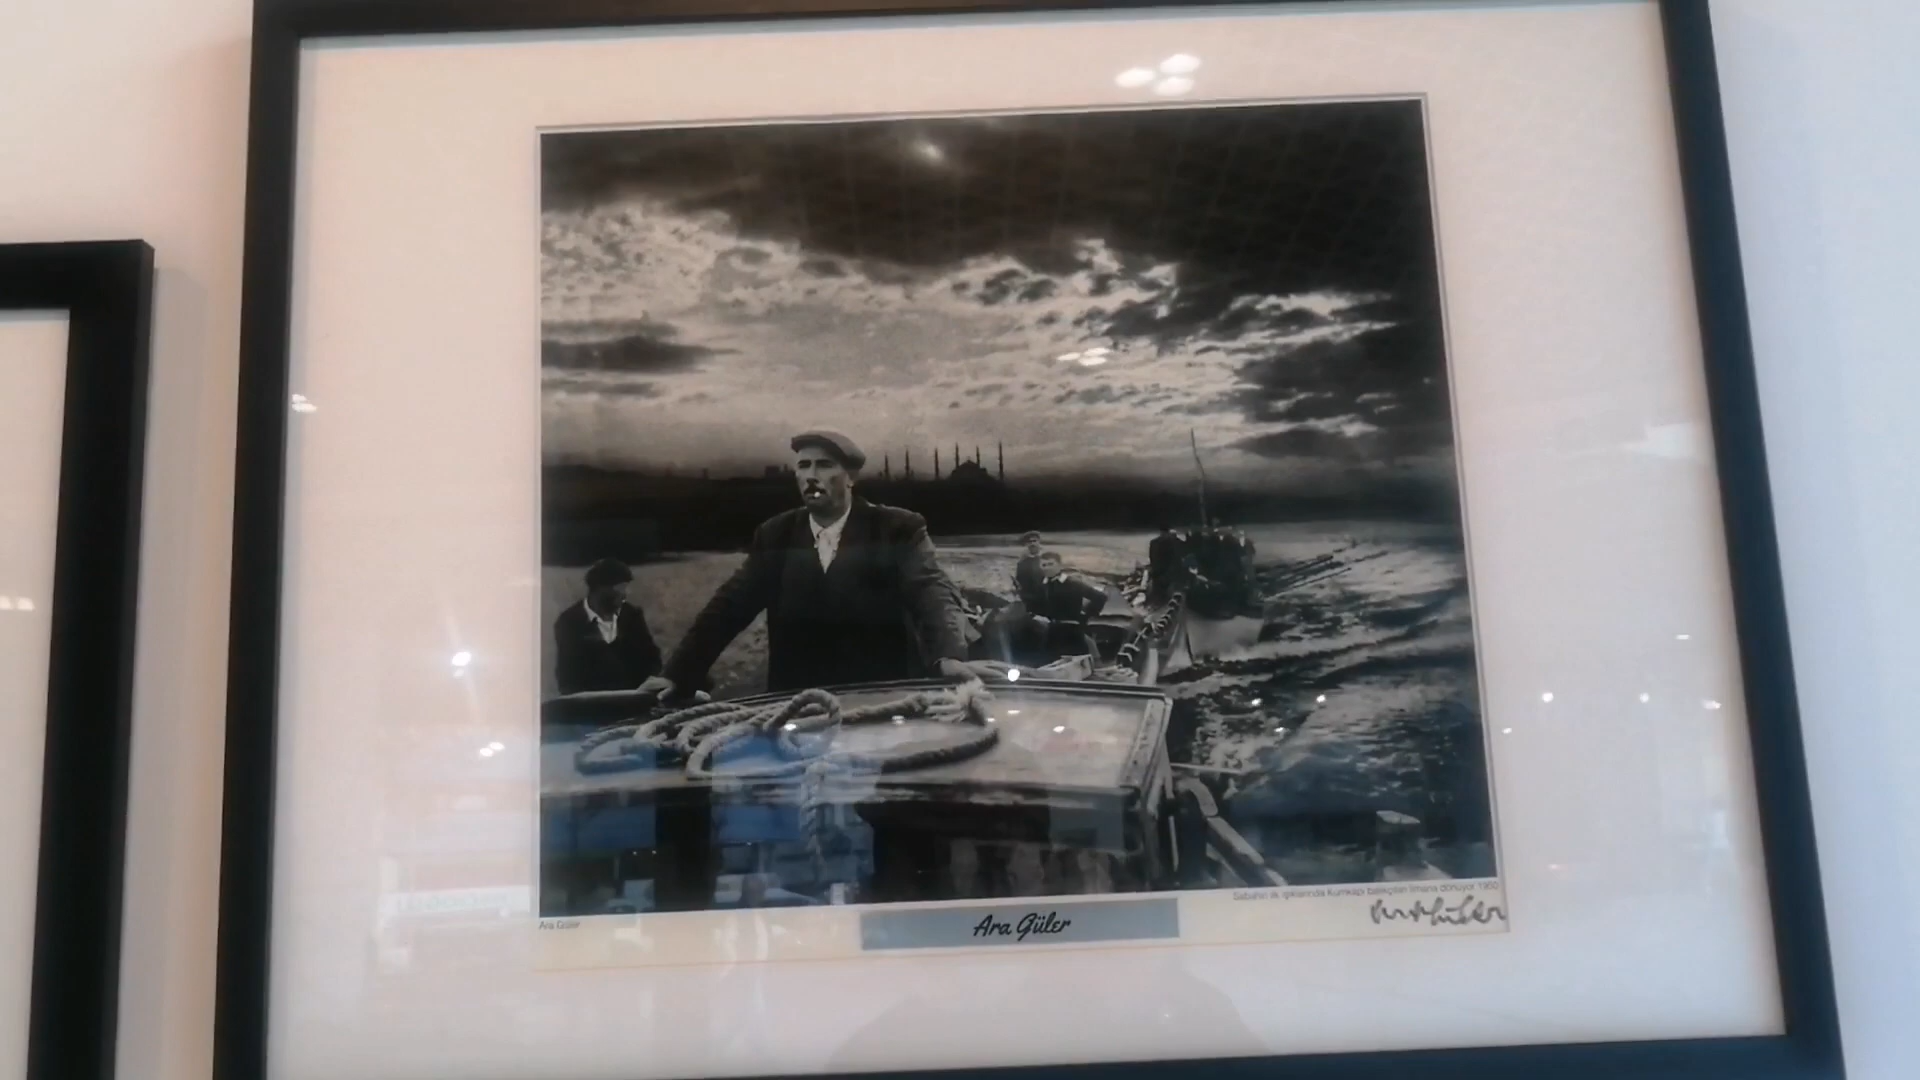 Sabahın ilk ışıklarında Kumkapı balıkçıları limana dönüyor 1950
Ara Güler
Ara Güler